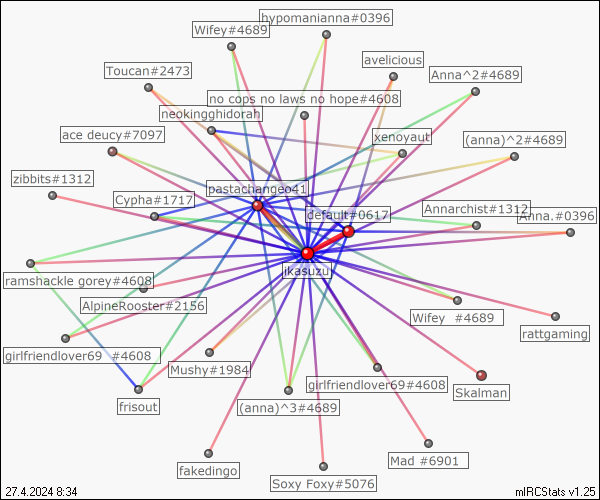 hypomanianna#0396
Wifey#4689
avelicious
Toucan#2473
Anna^2#4689
no cops no laws no hope#4608
neokingghidorah
ace deucy#7097
xenovaut
(anna)^2#4689
zibbits#1312
pastachangeo41
Cypha#1717
default#0617
Annarchist#1312
Anna.#0396
ikasuzu
ramshackle gorey#4608
AlpineRooster#2156
Wifey  #4689
rattgaming
girlfriendlover69  #4608
Mushy#1984
girlfriendlover69#4608
Skalman
frisout
(anna)^3#4689
Mad #6901
fakedingo
Soxy Foxy#5076
27.4.2024 8:34
mIRCStats v1.25